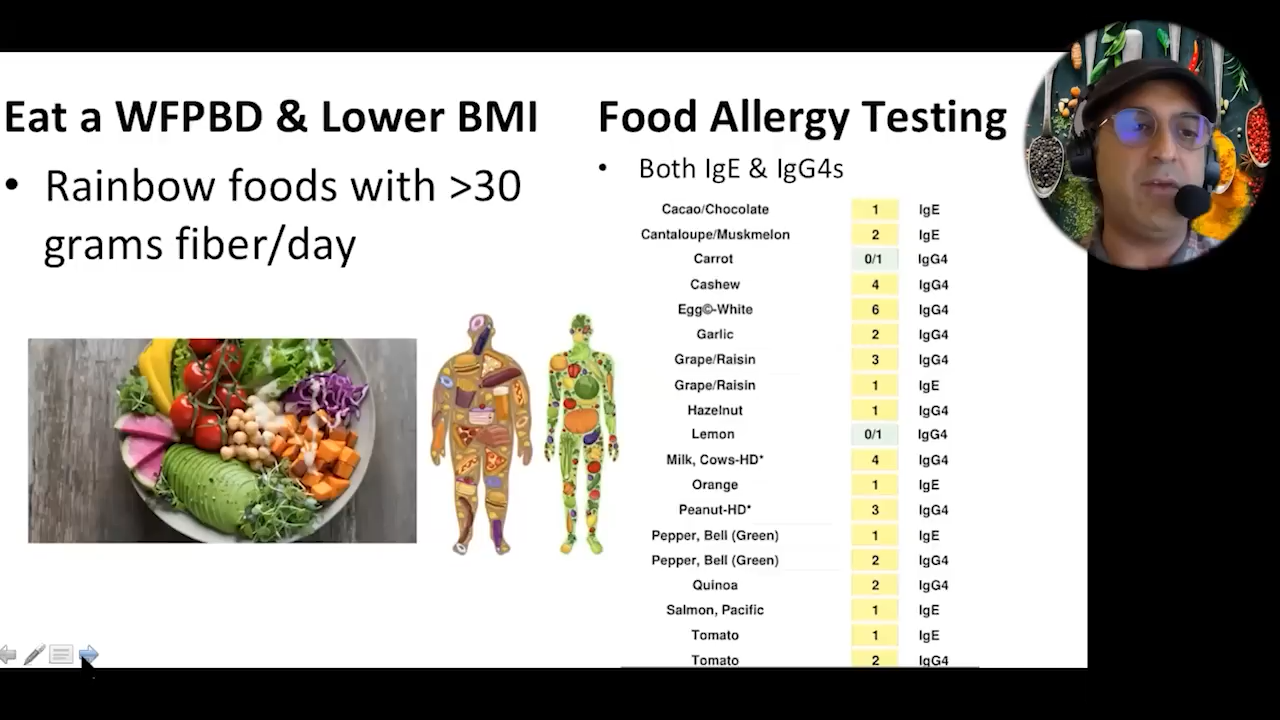 Eat a WFPBD & Lower BMI
• Rainbow foods with >30
grams fiber/day
Food Allergy Testing
• Both IgE & IgG4s
Cacao/Chocolate 1 IgE
Cantaloupe/Muskmelon 2 IgE
Carrot 0/1 IgG4
Cashew 4 IgG4
Egg©-White 6 IgG4
Garlic 2 IgG4
Grape/Raisin 3 IgG4
Grape/Raisin 1 IgE
Hazelnut 1 IgG4
Lemon 0/1 IgG4
Milk, Cows-HD* 4 IgG4
Orange 1 IgE
Peanut-HD* 3 IgG4
Pepper, Bell (Green) 1 IgE
Pepper, Bell (Green) 2 IgG4
Quinoa 2 IgG4
Salmon, Pacific 1 IgE
Tomato 1 IgE
Tomato 2 IgG4